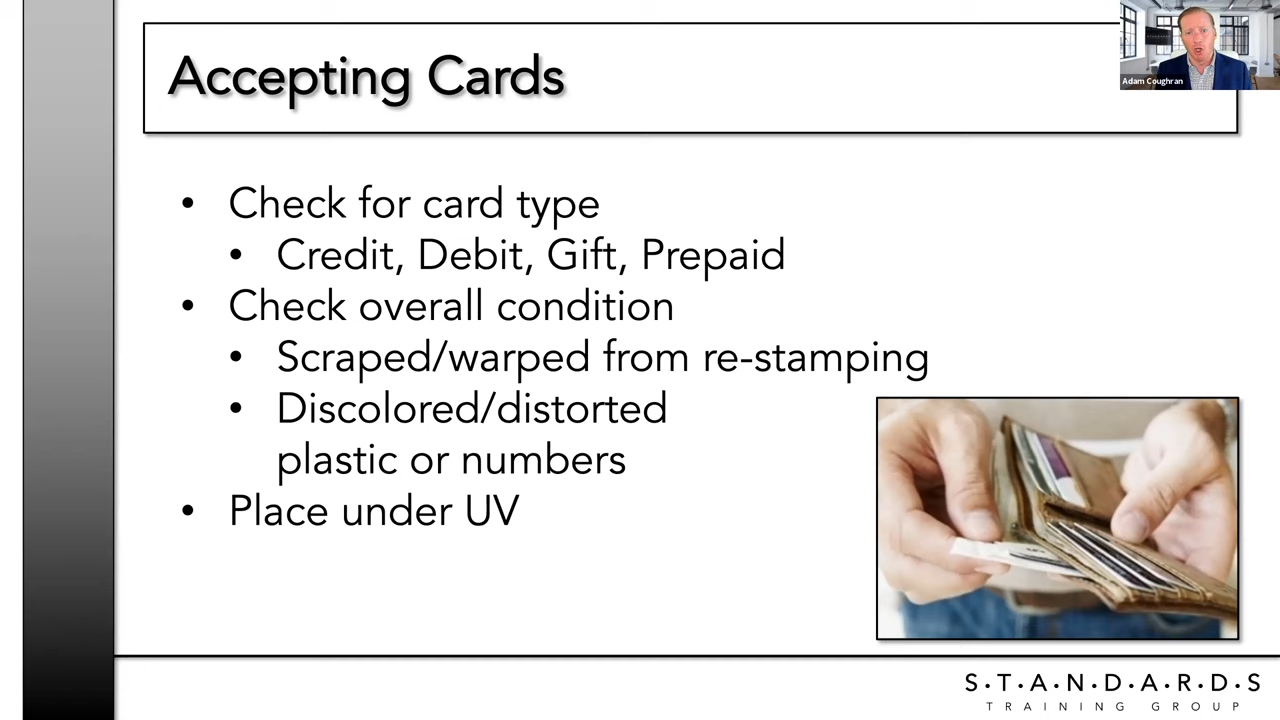 Accepting Cards
Adam Coughran
• Check for card type
• Credit, Debit, Gift, Prepaid
• Check overall condition
• Scraped/warped from re-stamping
• Discolored/distorted
plastic or numbers
• Place under UV
S•T•A•N•D•A•R•D•S
TRAINING GROUP